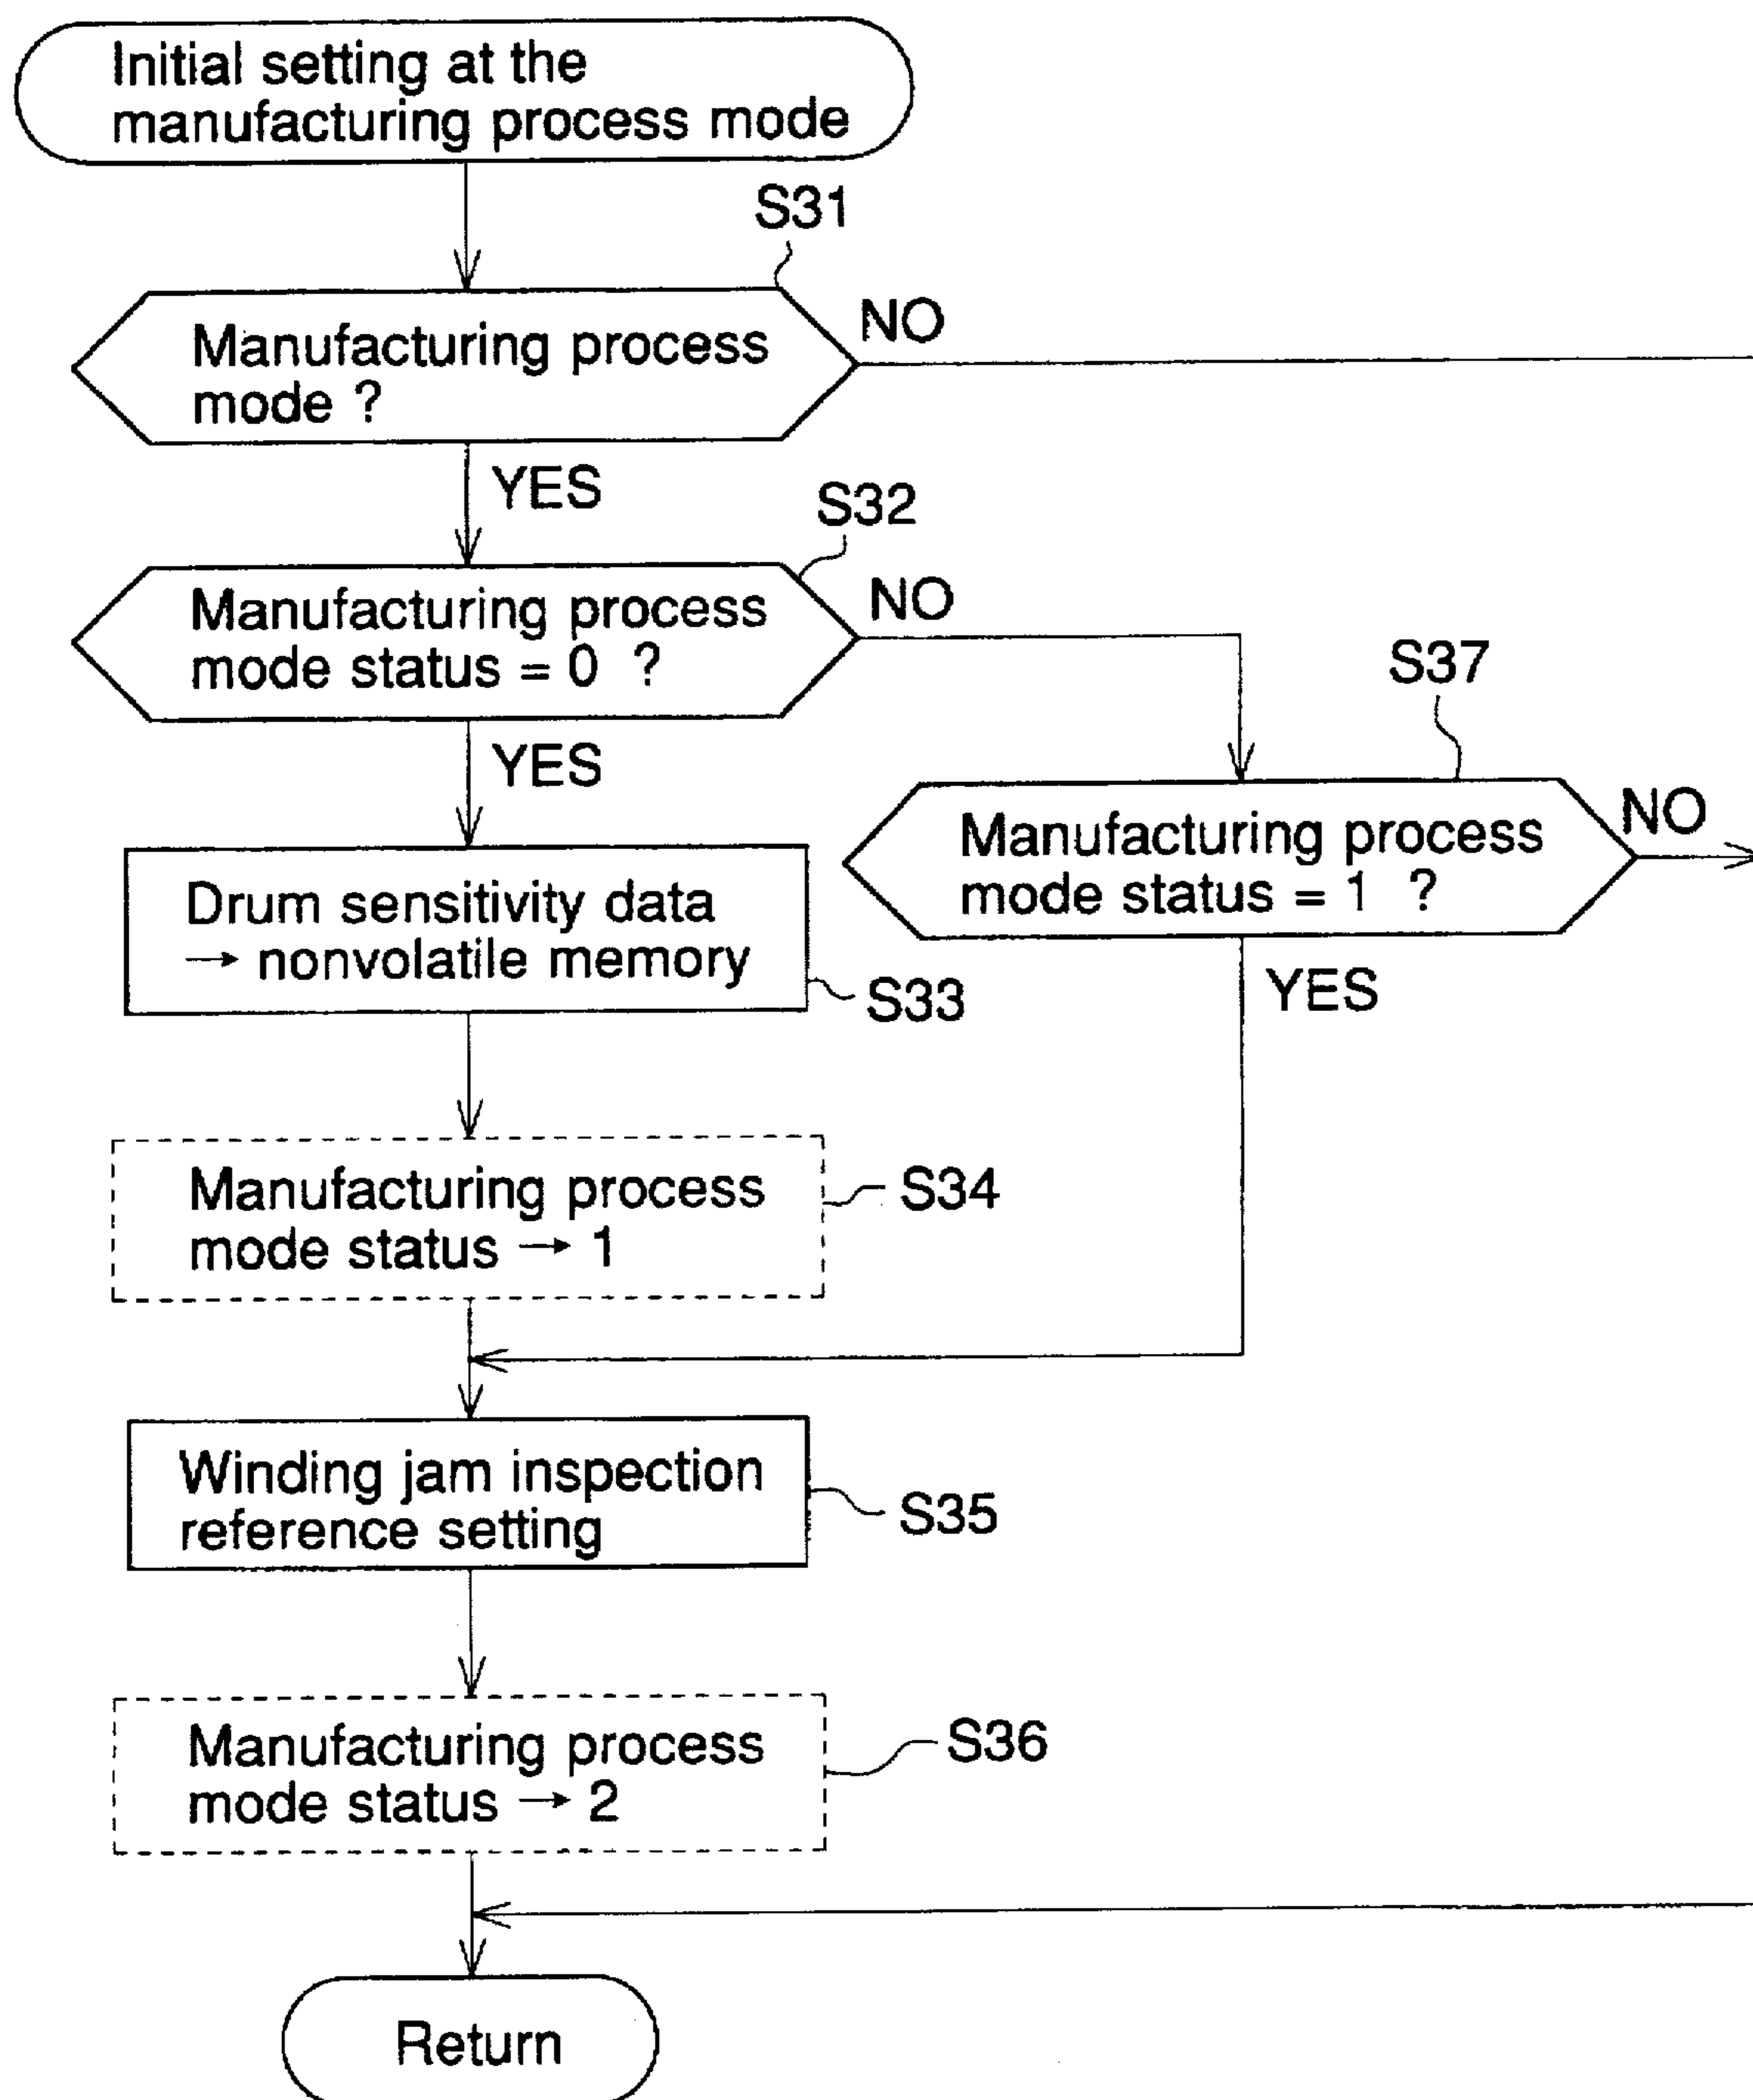 Initial setting at the
manufacturing process mode
S31
Manufacturing process
mode ?
NO
YES
S32
Manufacturing process
mode status = 0 ?
NO
YES
S37
Manufacturing process
mode status = 1 ?
NO
YES
Drum sensitivity data
→ nonvolatile memory
S33
Manufacturing process
mode status → 1
S34
Winding jam inspection
reference setting
S35
Manufacturing process
mode status → 2
S36
Return